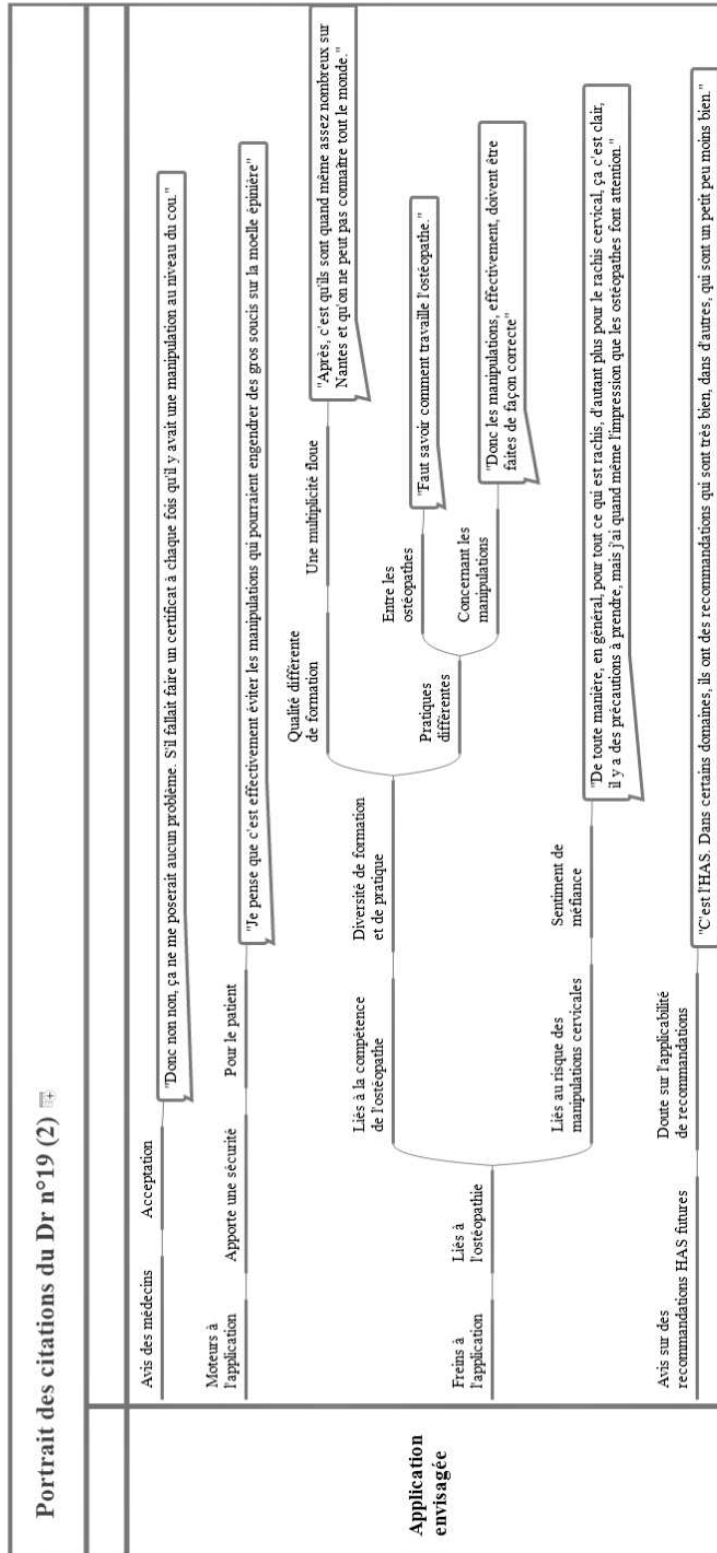 Portrait des citations du Dr n°19 (2)
Application
envisagée
Avis des médecins
Acceptation
"Donc non non, ça ne me poserait aucun problème. S'il fallait faire un certificat à chaque fois qu'il y avait une manipulation au niveau du cou."
Moteurs à
l'application
Apporte une sécurité
Pour le patient
"Je pense que c'est effectivement éviter les manipulations qui pourraient engendrer des gros soucis sur la moelle épinière"
Freins à
l'application
Liés à
l'ostéopathie
Liés à la compétence
de l'ostéopathe
Diversité de formation
et de pratique
Qualité différente
de formation
Une multiplicité floue
"Après, c'est qu'ils sont quand même assez nombreux sur
Nantes et qu'on ne peut pas connaître tout le monde."
Pratiques
différentes
Entre les
ostéopathes
"Faut savoir comment travaille l'ostéopathe."
Concernant les
manipulations
"Donc les manipulations, effectivement, doivent être
faites de façon correcte"
Liés au risque des
manipulations cervicales
Sentiment de
méfiance
"De toute manière, en général, pour tout ce qui est rachis, d'autant plus pour le rachis cervical, ça c'est clair,
il y a des précautions à prendre, mais j'ai quand même l'impression que les ostéopathes font attention."
Avis sur des
recommandations HAS futures
Doute sur l'applicabilité
de recommandations
"C'est l'HAS. Dans certains domaines, ils ont des recommandations qui sont très bien, dans d'autres, qui sont un petit peu moins bien."